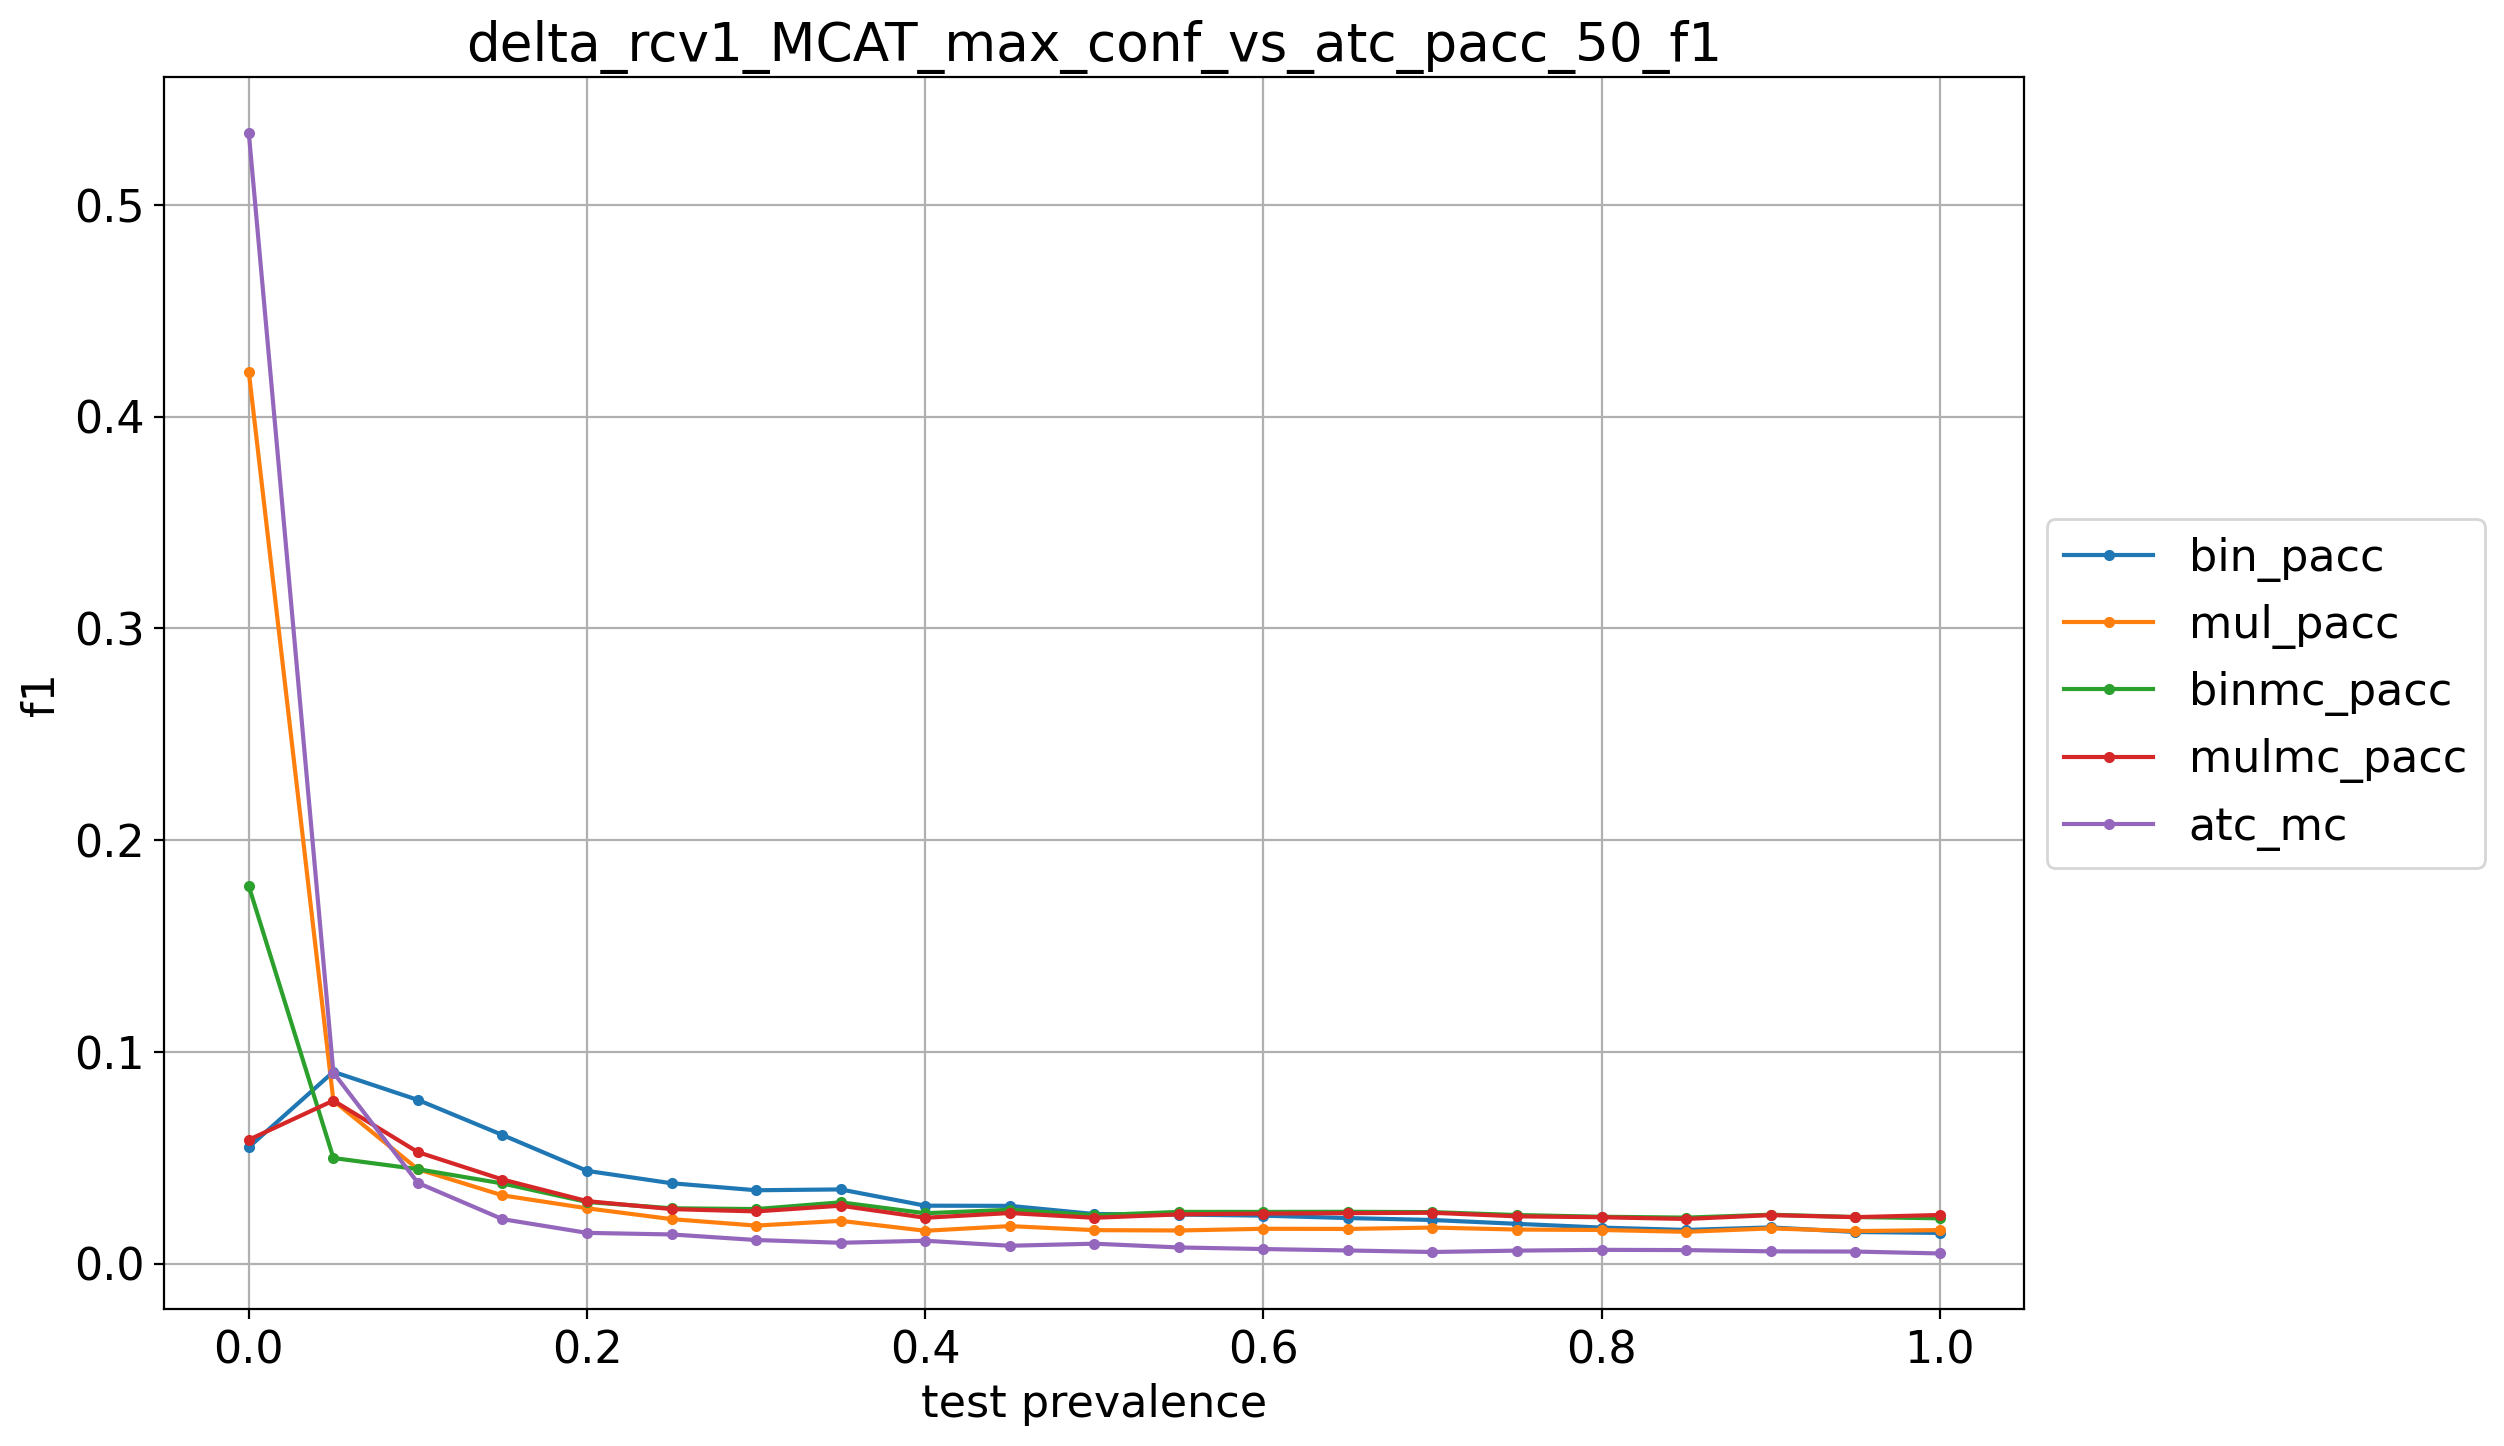 delta_rcv1_MCAT_max_conf_vs_atc_pacc_50_f1
0.5
0.4
0.3
0.2
0.1
0.0
f1
0.0 0.2 0.4 0.6 0.8 1.0
test prevalence
bin_pacc
mul_pacc
binmc_pacc
mulmc_pacc
atc_mc